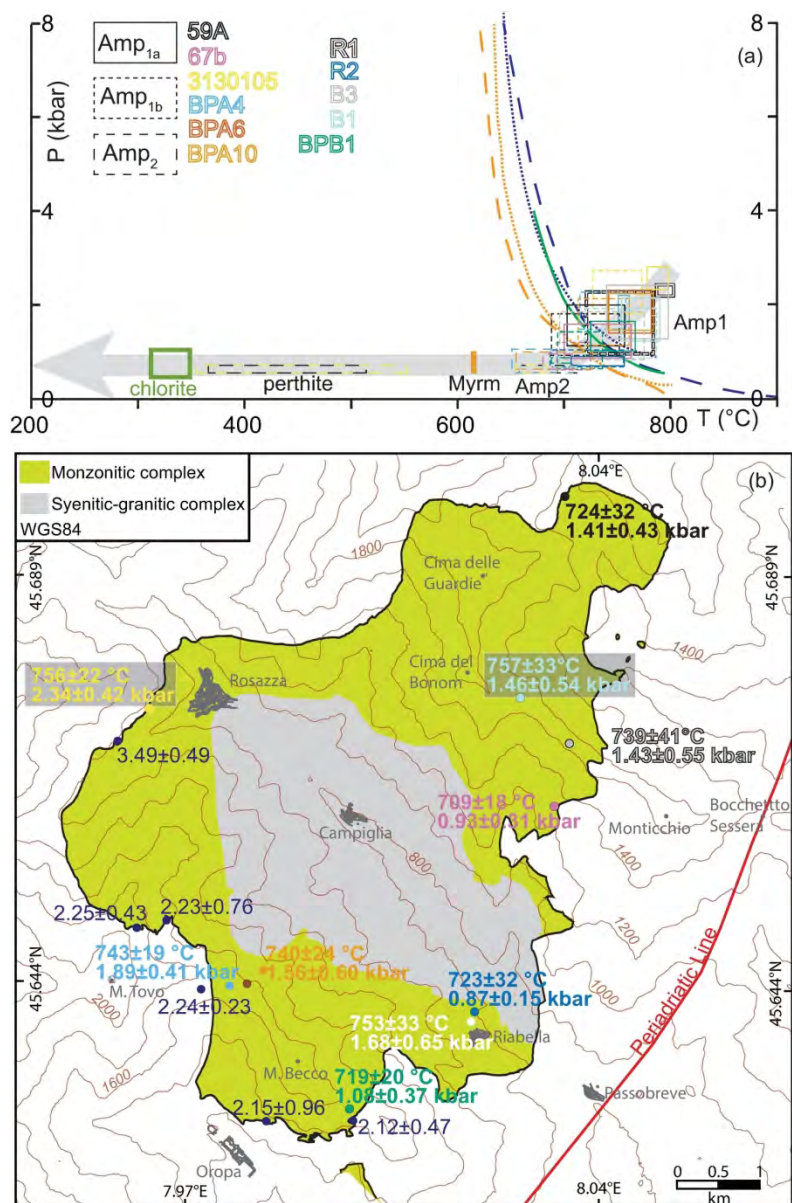 8
4
0
P (kbar)
Amp1a
Amp1b
Amp2
59A
67b
3130105
BPA4
BPA6
BPA10
R1
R2
B3
B1
BPB1
(a)
8
4
0
Amp1
chlorite
perthite
Myrm
Amp2
200
400
600
T (°C)
800
Monzonitic complex
Syenitic-granitic complex
WGS84
(b)
8.04°E
724±32 °C
1.41±0.43 kbar
1800
45.689°N
45.689°N
Cima delle
Guardie
1400
756±22 °C
2.34±0.42 kbar
Rosazza
Cima del
Bonom
757±33°C
1.46±0.54 kbar
3.49±0.49
739±41°C
1.43±0.55 kbar
709±18 °C
0.93±0.31 kbar
Campiglia
Monticchio
Bocchettto
Sessera
800
1400
1200
2.25±0.43
2.23±0.76
743±19 °C
1.89±0.41 kbar
740±24 °C
1.56±0.60 kbar
45.644°N
45.644°N
M. Tovo
2000
2.24±0.23
723±32 °C
0.87±0.15 kbar
1000
753±33 °C
1.68±0.65 kbar
Riabella
Periadriatic Line
1600
M. Becco
719±20 °C
1.08±0.37 kbar
Passobreve
2.15±0.96
2.12±0.47
Oropa
7.97°E
8.04°E
0 0.5 1
km